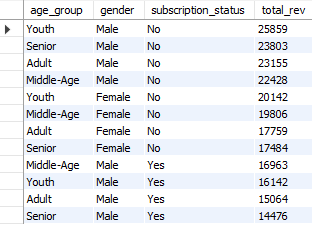 age_group gender subscription_status total_rev
Youth Male No 25859
Senior Male No 23803
Adult Male No 23155
Middle-Age Male No 22428
Youth Female No 20142
Middle-Age Female No 19806
Adult Female No 17759
Senior Female No 17484
Middle-Age Male Yes 16963
Youth Male Yes 16142
Adult Male Yes 15064
Senior Male Yes 14476